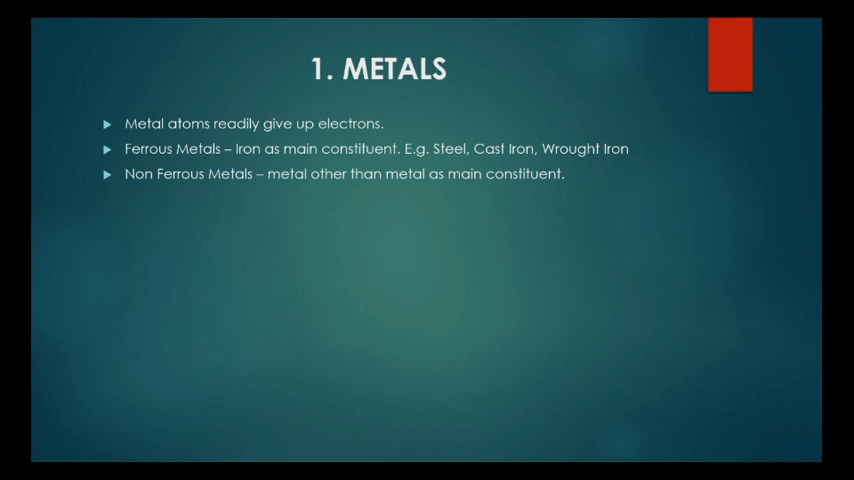 1. METALS
Metal atoms readily give up electrons.
Ferrous Metals – Iron as main constituent. E.g. Steel, Cast Iron, Wrought Iron
Non Ferrous Metals – metal other than metal as main constituent.